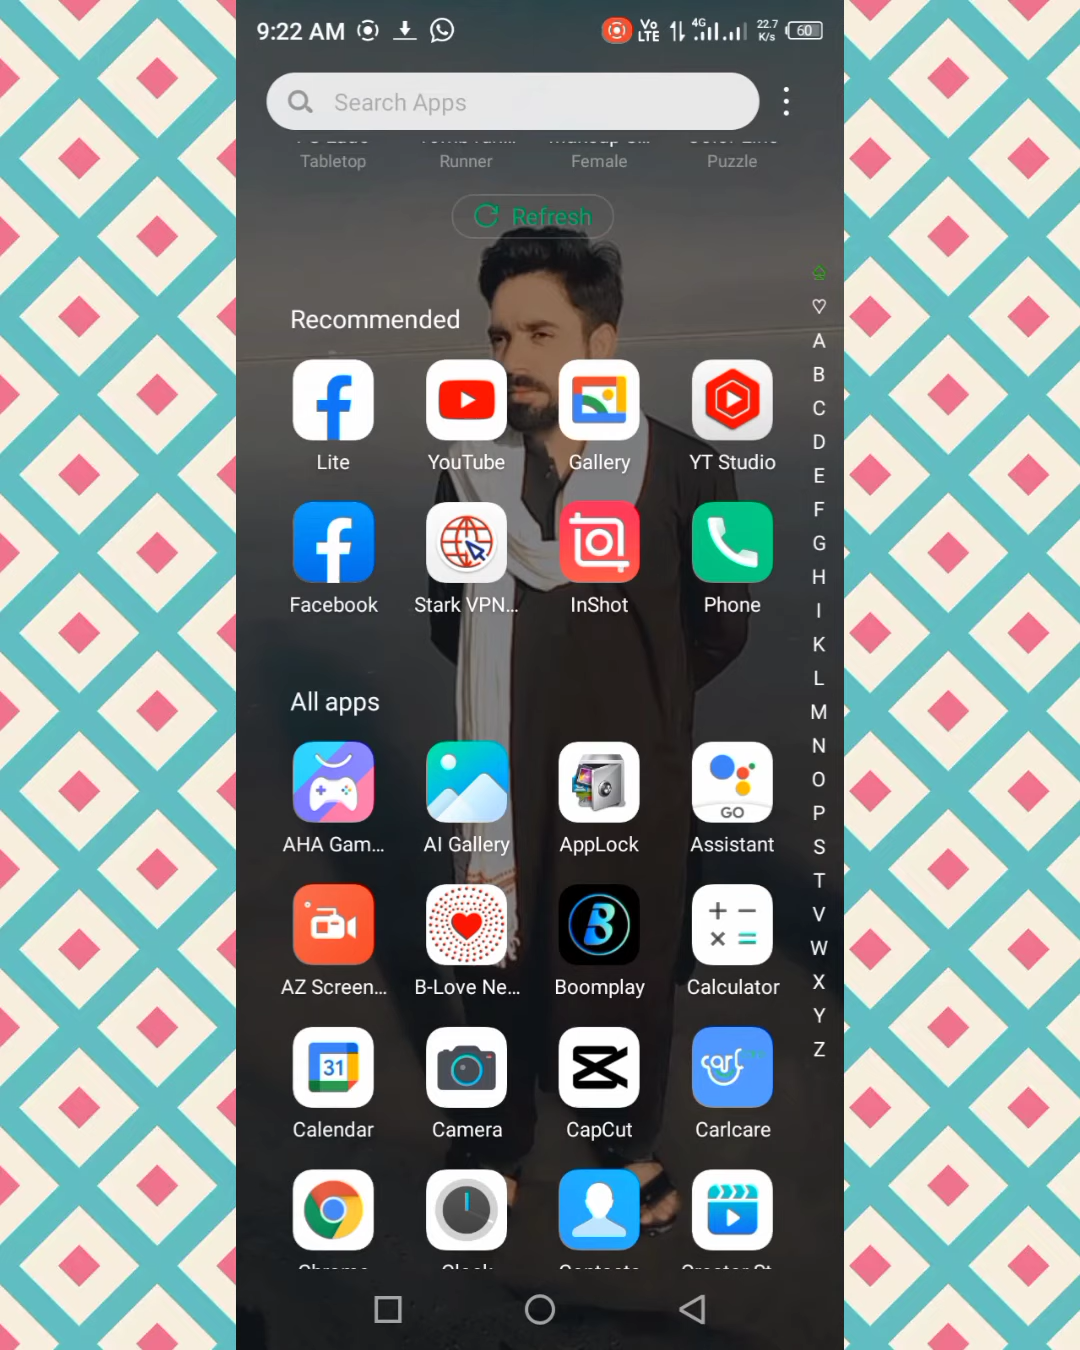 9:22 AM Vo LTE 4G 22.7 K/s 60
Search Apps
Tabletop Runner Female Puzzle
Refresh
Recommended
Lite YouTube Gallery YT Studio
Facebook Stark VPN... InShot Phone
All apps
GO
AHA Gam... AI Gallery AppLock Assistant
AZ Screen... B-Love Ne... Boomplay Calculator
31 carl
Calendar Camera CapCut Carlcare
A
B
C
D
E
F
G
H
I
K
L
M
N
O
P
S
T
V
W
X
Y
Z